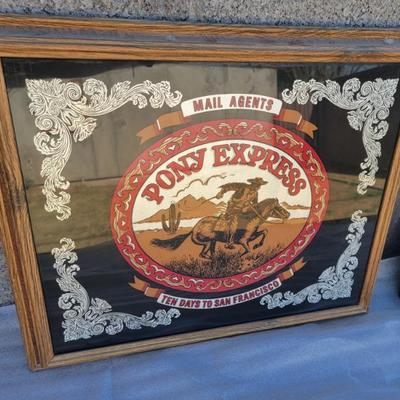 MAIL AGENTS
PONY EXPRESS
TEN DAYS TO SAN FRANCISCO